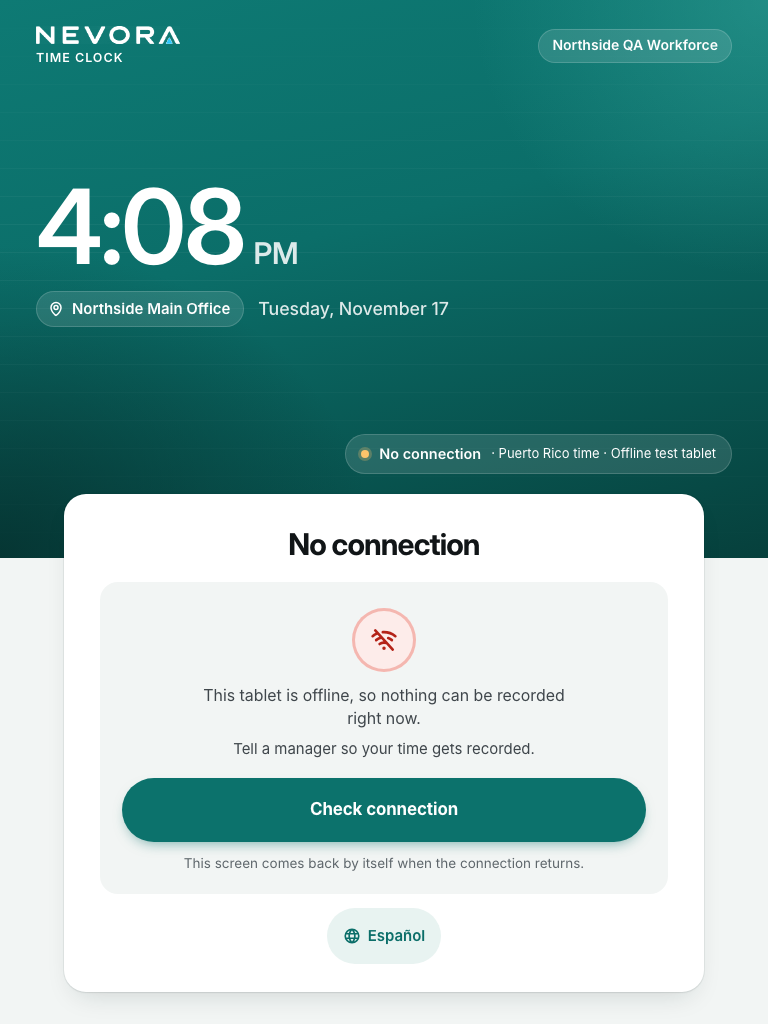 NEVORA
TIME CLOCK
Northside QA Workforce
4:08 PM
Northside Main Office
Tuesday, November 17
No connection · Puerto Rico time · Offline test tablet
No connection
This tablet is offline, so nothing can be recorded
right now.
Tell a manager so your time gets recorded.
Check connection
This screen comes back by itself when the connection returns.
Español